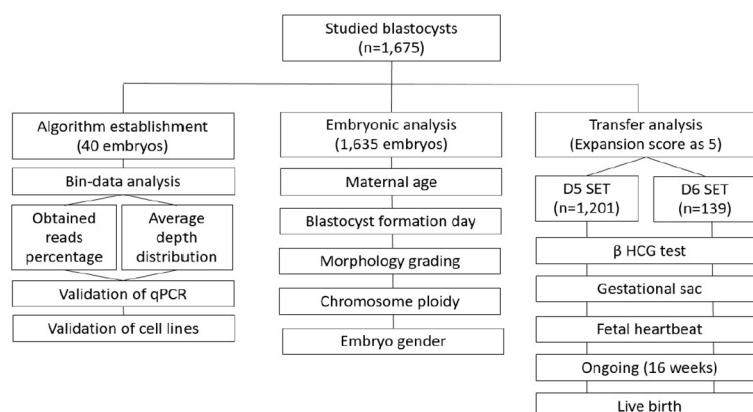 Studied blastocysts
(n=1,675)
Algorithm establishment
(40 embryos)
Bin-data analysis
Obtained
reads
percentage
Average
depth
distribution
Validation of qPCR
Validation of cell lines
Embryonic analysis
(1,635 embryos)
Maternal age
Blastocyst formation day
Morphology grading
Chromosome ploidy
Embryo gender
Transfer analysis
(Expansion score as 5)
D5 SET
(n=1,201)
D6 SET
(n=139)
β HCG test
Gestational sac
Fetal heartbeat
Ongoing (16 weeks)
Live birth